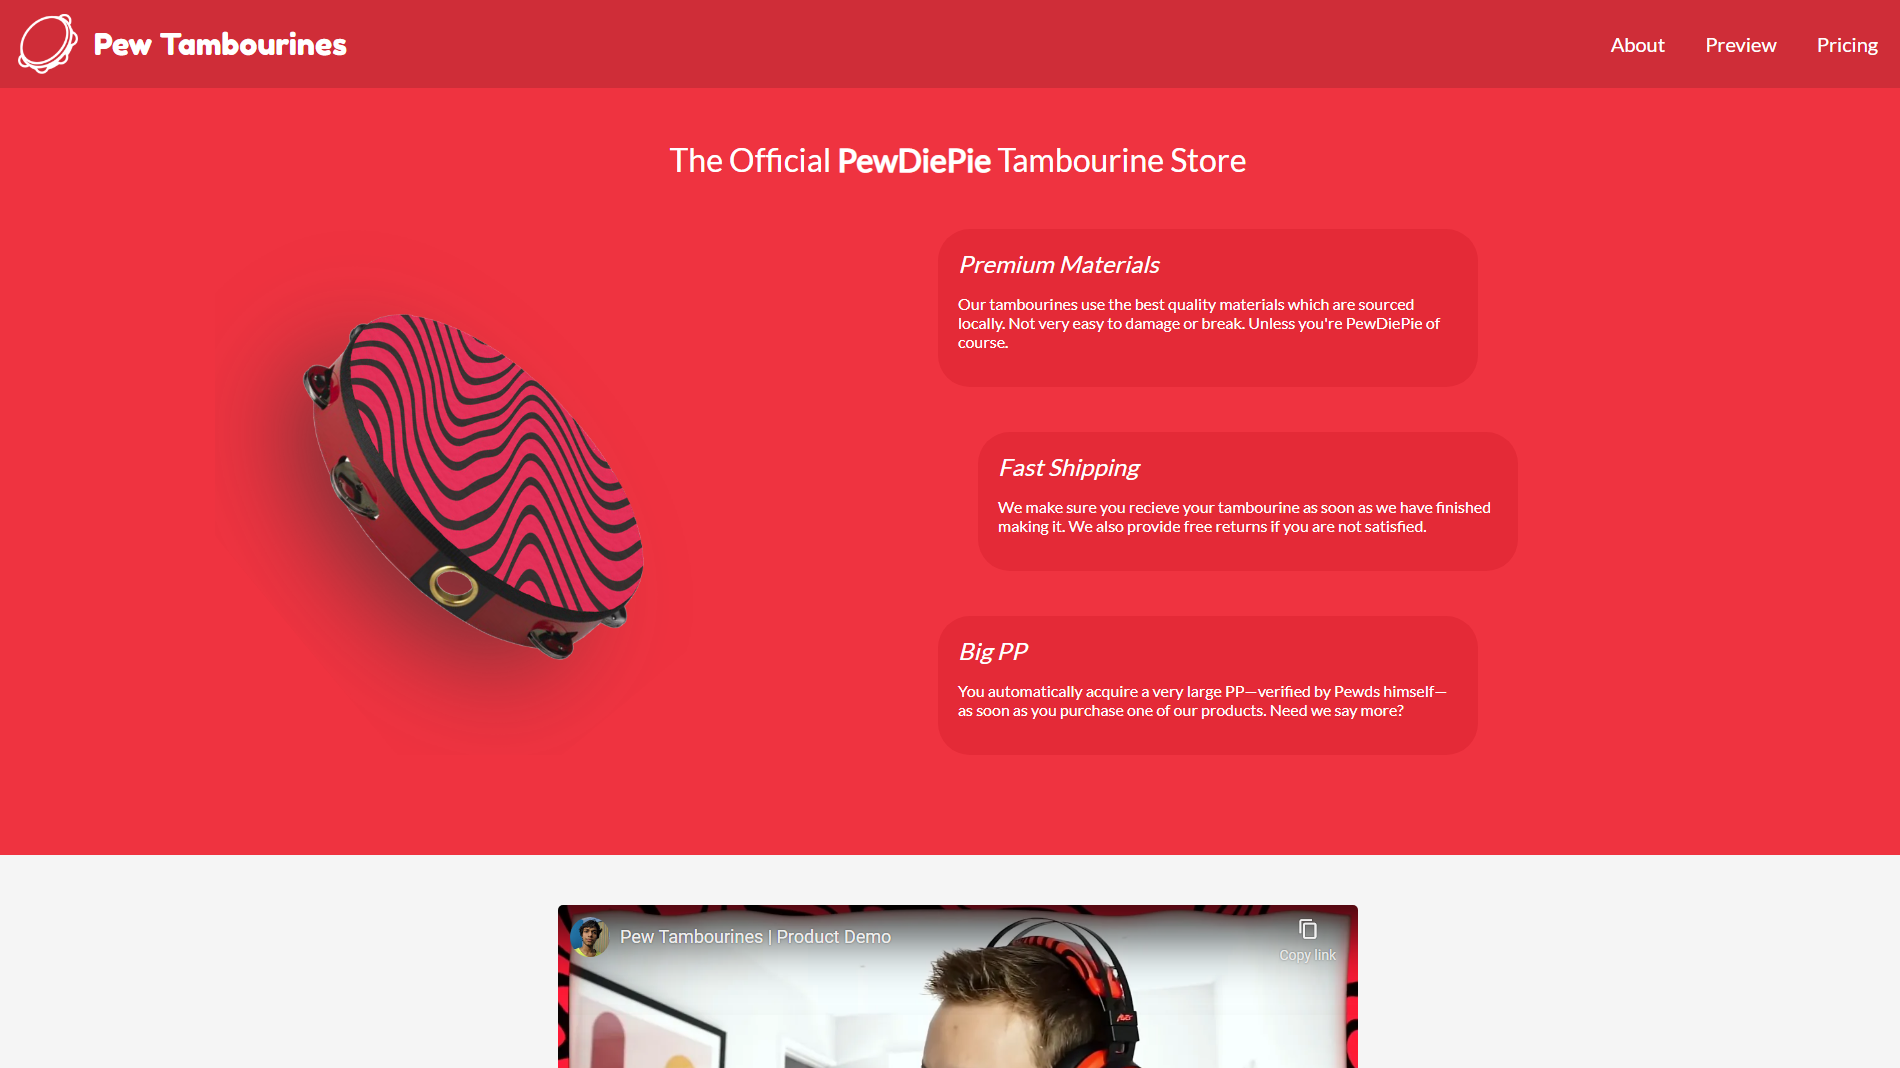 Pew Tambourines
About Preview Pricing
The Official PewDiePie Tambourine Store
Premium Materials
Our tambourines use the best quality materials which are sourced
locally. Not very easy to damage or break. Unless you're PewDiePie of
course.
Fast Shipping
We make sure you recieve your tambourine as soon as we have finished
making it. We also provide free returns if you are not satisfied.
Big PP
You automatically acquire a very large PP—verified by Pewds himself—
as soon as you purchase one of our products. Need we say more?
Pew Tambourines | Product Demo
Copy link